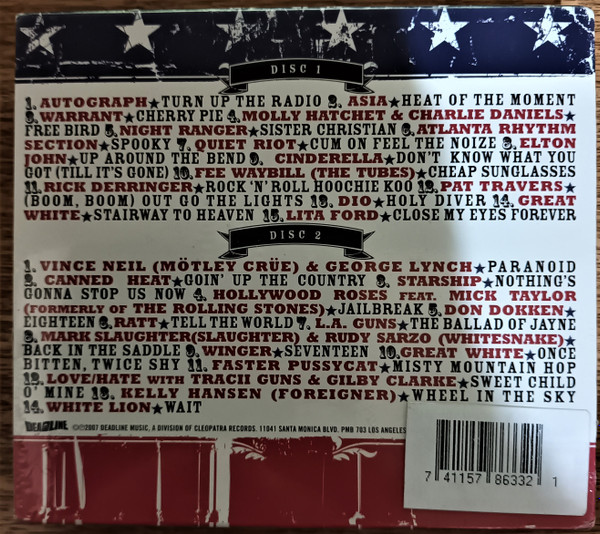 DISC 1
1. AUTOGRAPH★TURN UP THE RADIO 2. ASIA★HEAT OF THE MOMENT
3. WARRANT★CHERRY PIE 4. MOLLY HATCHET & CHARLIE DANIELS★
FREE BIRD 5. NIGHT RANGER★SISTER CHRISTIAN 6. ATLANTA RHYTHM
SECTION★SPOOKY 7. QUIET RIOT★CUM ON FEEL THE NOIZE 8. ELTON
JOHN★UP AROUND THE BEND 9. CINDERELLA★DON'T KNOW WHAT YOU
GOT (TILL IT'S GONE) 10. FEE WAYBILL (THE TUBES)★CHEAP SUNGLASSES
11. RICK DERRINGER★ROCK 'N' ROLL HOOCHIE KOO 12. PAT TRAVERS★
(BOOM, BOOM) OUT GO THE LIGHTS 13. DIO★HOLY DIVER 14. GREAT
WHITE★STAIRWAY TO HEAVEN 15. LITA FORD★CLOSE MY EYES FOREVER
DISC 2
1. VINCE NEIL (MÖTLEY CRÜE) & GEORGE LYNCH★PARANOID
2. CANNED HEAT★GOIN' UP THE COUNTRY 3. STARSHIP★NOTHING'S
GONNA STOP US NOW 4. HOLLYWOOD ROSES FEAT. MICK TAYLOR
(FORMERLY OF THE ROLLING STONES)★JAILBREAK 5. DON DOKKEN★
EIGHTEEN 6. RATT★TELL THE WORLD 7. L.A. GUNS★THE BALLAD OF JAYNE
8. MARK SLAUGHTER(SLAUGHTER) & RUDY SARZO (WHITESNAKE)★
BACK IN THE SADDLE 9. WINGER★SEVENTEEN 10. GREAT WHITE★ONCE
BITTEN, TWICE SHY 11. FASTER PUSSYCAT★MISTY MOUNTAIN HOP
12. LOVE/HATE WITH TRACII GUNS & GILBY CLARKE★SWEET CHILD
O' MINE 13. KELLY HANSEN (FOREIGNER)★WHEEL IN THE SKY
14. WHITE LION★WAIT
DEADLINE ©℗2007 DEADLINE MUSIC, A DIVISION OF CLEOPATRA RECORDS. 11041 SANTA MONICA BLVD. PMB 703 LOS ANGELES
7 41157 86332 1